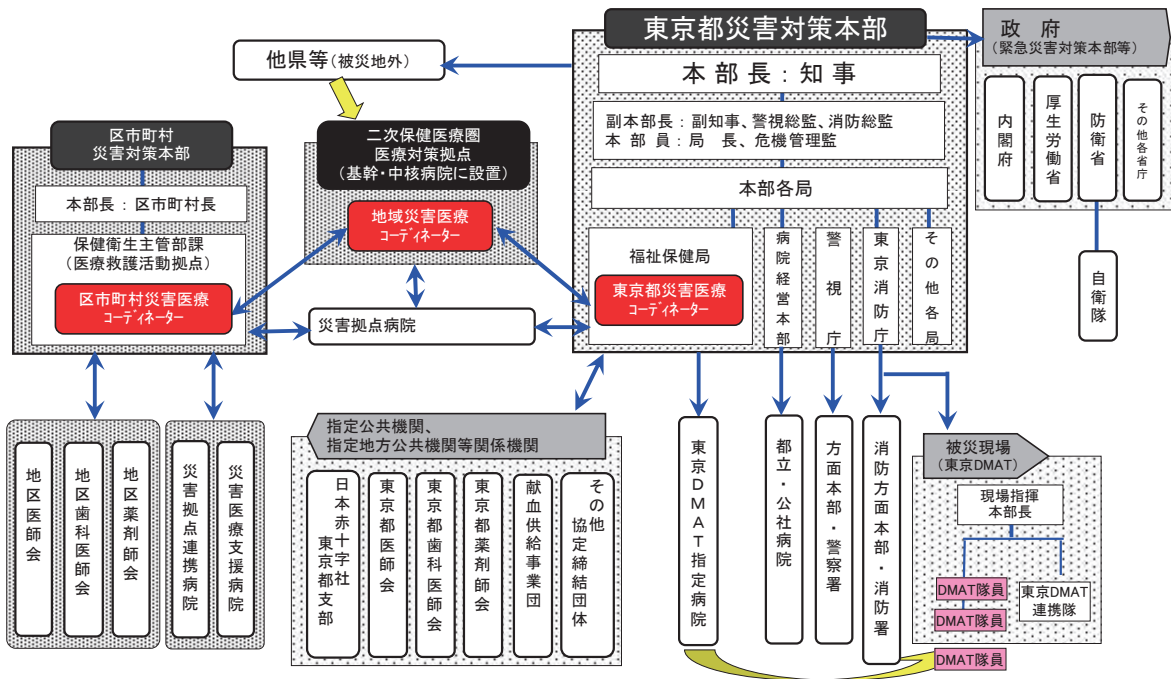 東京都災害対策本部
本部長：知事
副本部長：副知事、警視総監、消防総監
本 部 員：局　長、危機管理監
本部各局
福祉保健局
東京都災害医療
コーディネーター
病院経営本部
警視庁
東京消防庁
その他各局
政　府
（緊急災害対策本部等）
内閣府
厚生労働省
防衛省
その他各省庁
自衛隊
他県等（被災地外）
二次保健医療圏
医療対策拠点
（基幹・中核病院に設置）
地域災害医療
コーディネーター
区市町村
災害対策本部
本部長：区市町村長
保健衛生主管部課
（医療救護活動拠点）
区市町村災害医療
コーディネーター
災害拠点病院
地区医師会
地区歯科医師会
地区薬剤師会
災害拠点連携病院
災害医療支援病院
指定公共機関、
指定地方公共機関等関係機関
日本赤十字社
東京都支部
東京都医師会
東京都歯科医師会
東京都薬剤師会
献血供給事業団
その他
協定締結団体
東京DMAT指定病院
都立・公社病院
方面本部・警察署
消防方面本部・消防署
被災現場
（東京DMAT）
現場指揮
本部長
DMAT隊員
DMAT隊員
東京DMAT
連携隊
DMAT隊員